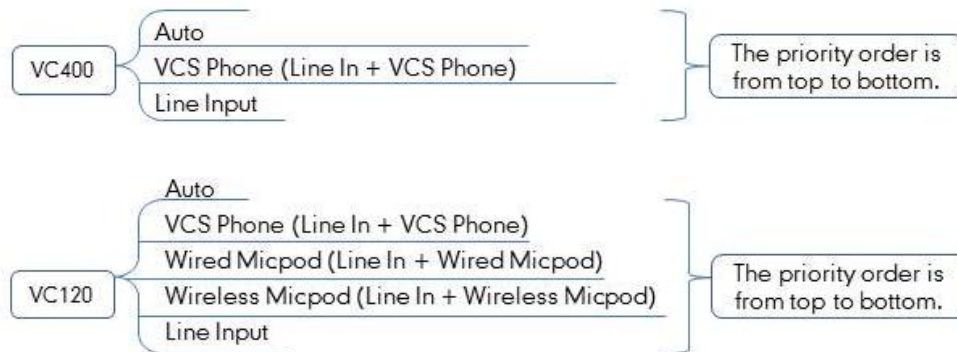 VC400
Auto
VCS Phone (Line In + VCS Phone)
Line Input
The priority order is
from top to bottom.
VC120
Auto
VCS Phone (Line In + VCS Phone)
Wired Micpod (Line In + Wired Micpod)
Wireless Micpod (Line In + Wireless Micpod)
Line Input
The priority order is
from top to bottom.